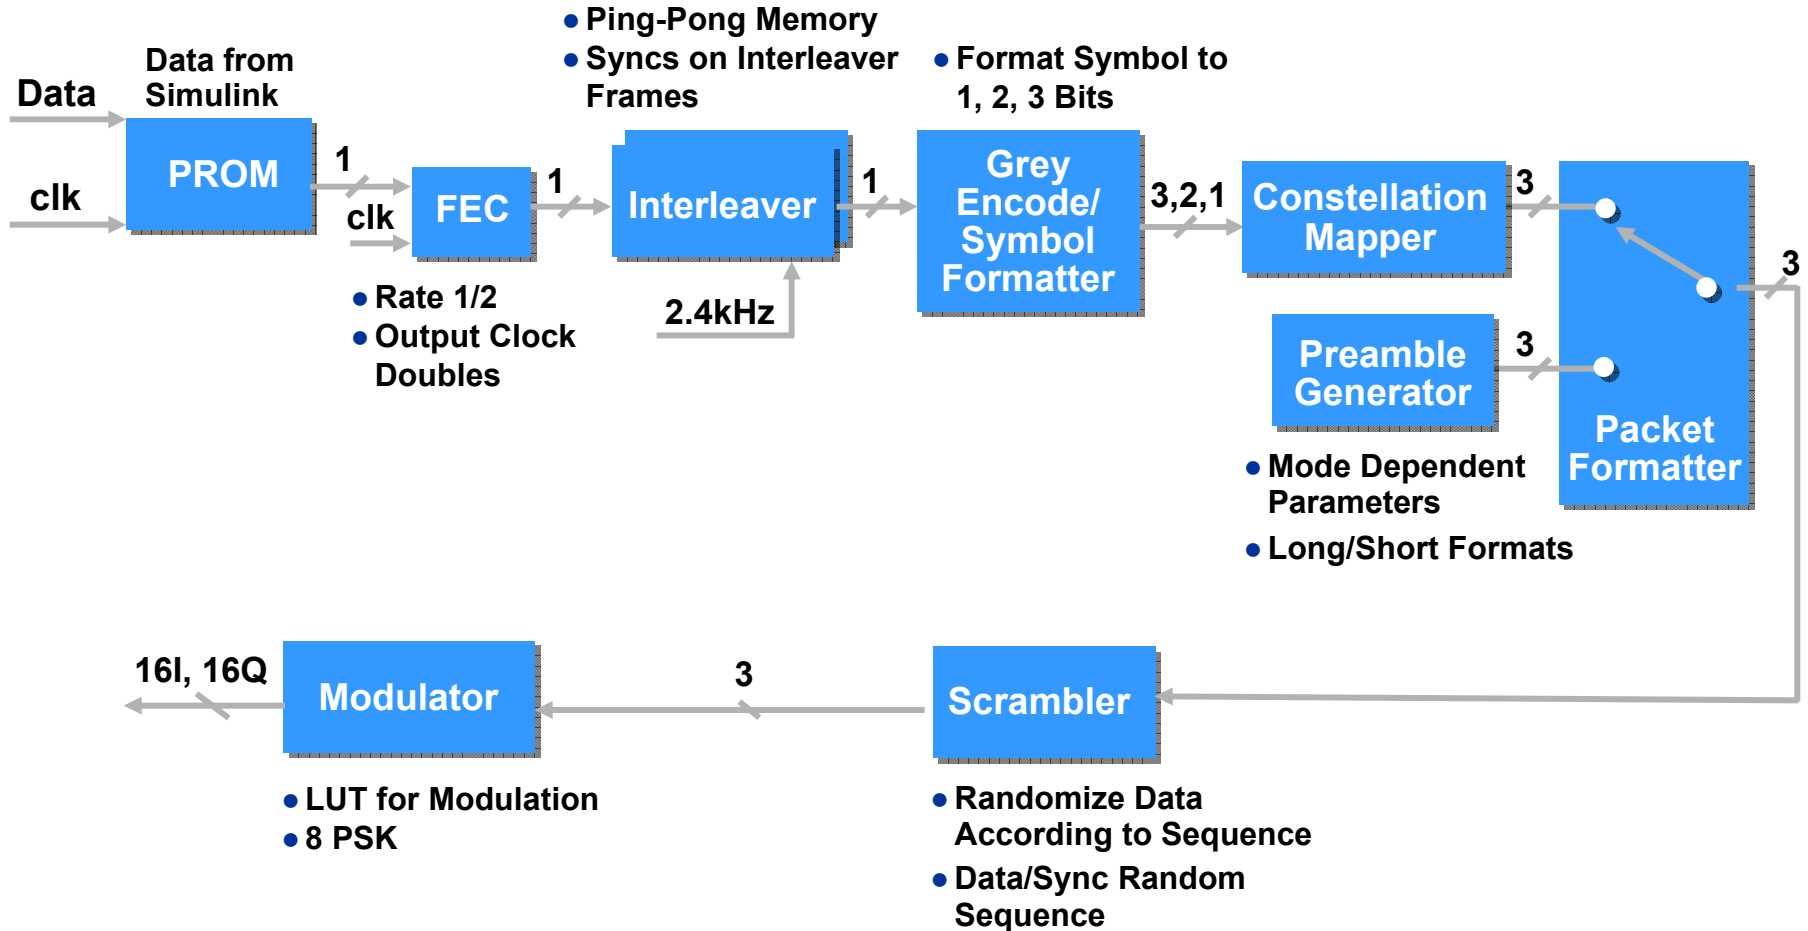 ● Ping-Pong Memory
● Syncs on Interleaver
Frames
Data from
Simulink
● Format Symbol to
1, 2, 3 Bits
Data
clk
PROM
1
clk
FEC
1
Interleaver
1
Grey
Encode/
Symbol
Formatter
3,2,1
Constellation
Mapper
3
3
● Rate 1/2
● Output Clock
Doubles
2.4kHz
Preamble
Generator
3
Packet
Formatter
● Mode Dependent
Parameters
● Long/Short Formats
16I, 16Q
Modulator
3
Scrambler
● LUT for Modulation
● 8 PSK
● Randomize Data
According to Sequence
● Data/Sync Random
Sequence